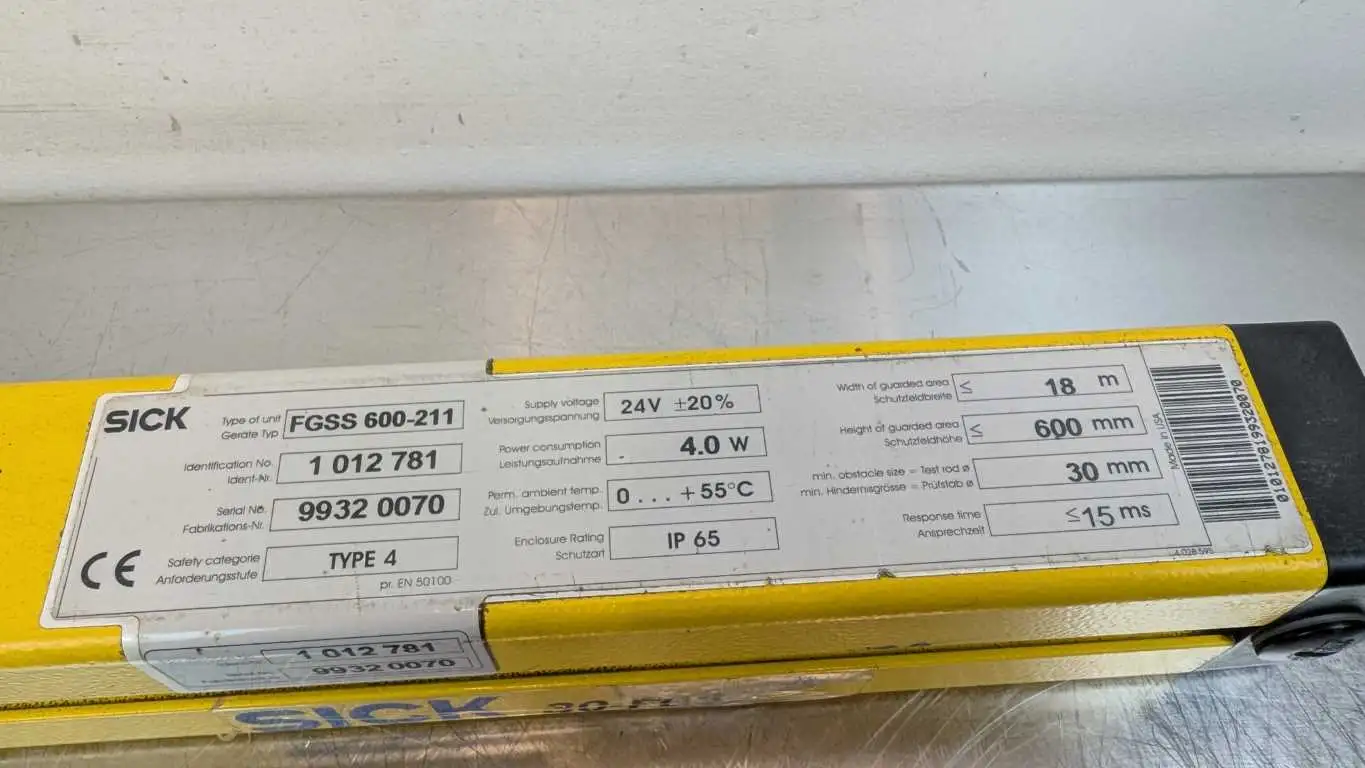 SICK
Type of unit
Geräte Typ
FGSS 600-211
Identification No.
Ident-Nr.
1 012 781
Serial No.
Fabrikations-Nr.
9932 0070
CE
Safety categorie
Anforderungsstufe
TYPE 4
pr. EN 50100
Supply voltage
Versorgungsspannung
24V ±20%
Power consumption
Leistungsaufnahme
4.0 W
Perm. ambient temp.
Zul. Umgebungstemp.
0 . . . +55°C
Enclosure Rating
Schutzart
IP 65
Width of guarded area
Schutzfeldbreite
≤ 18 m
Height of guarded area
Schutzfeldhöhe
≤ 600 mm
min. obstacle size = Test rod ø
min. Hindernisgrösse = Prüfstab ø
30 mm
Response time
Ansprechzeit
≤15 ms
Made in USA
0101278199320070
1 012 781
9932 0070
SICK